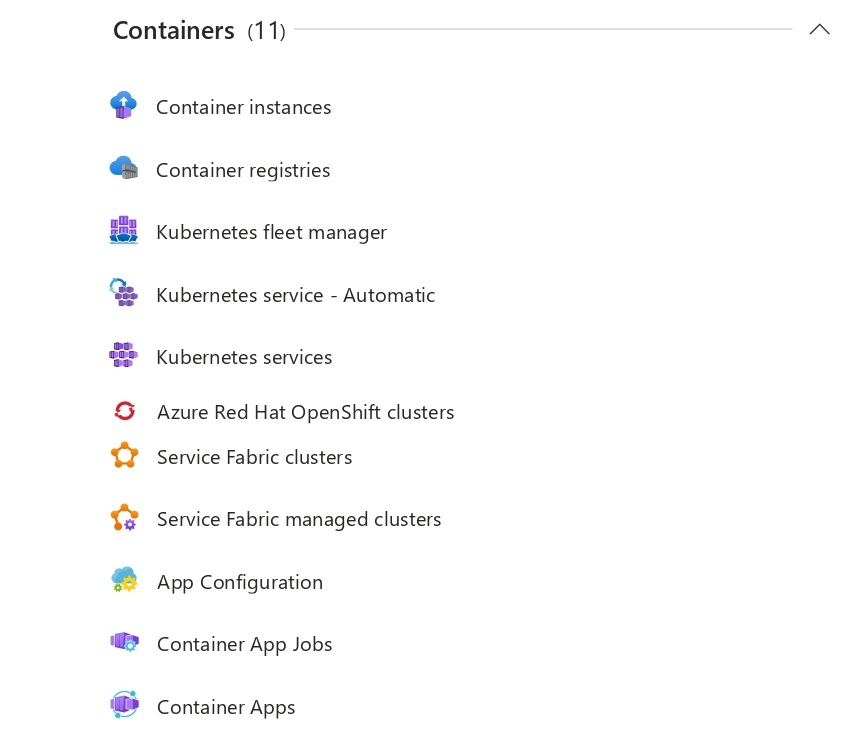 Containers (11)
Container instances
Container registries
Kubernetes fleet manager
Kubernetes service - Automatic
Kubernetes services
Azure Red Hat OpenShift clusters
Service Fabric clusters
Service Fabric managed clusters
App Configuration
Container App Jobs
Container Apps